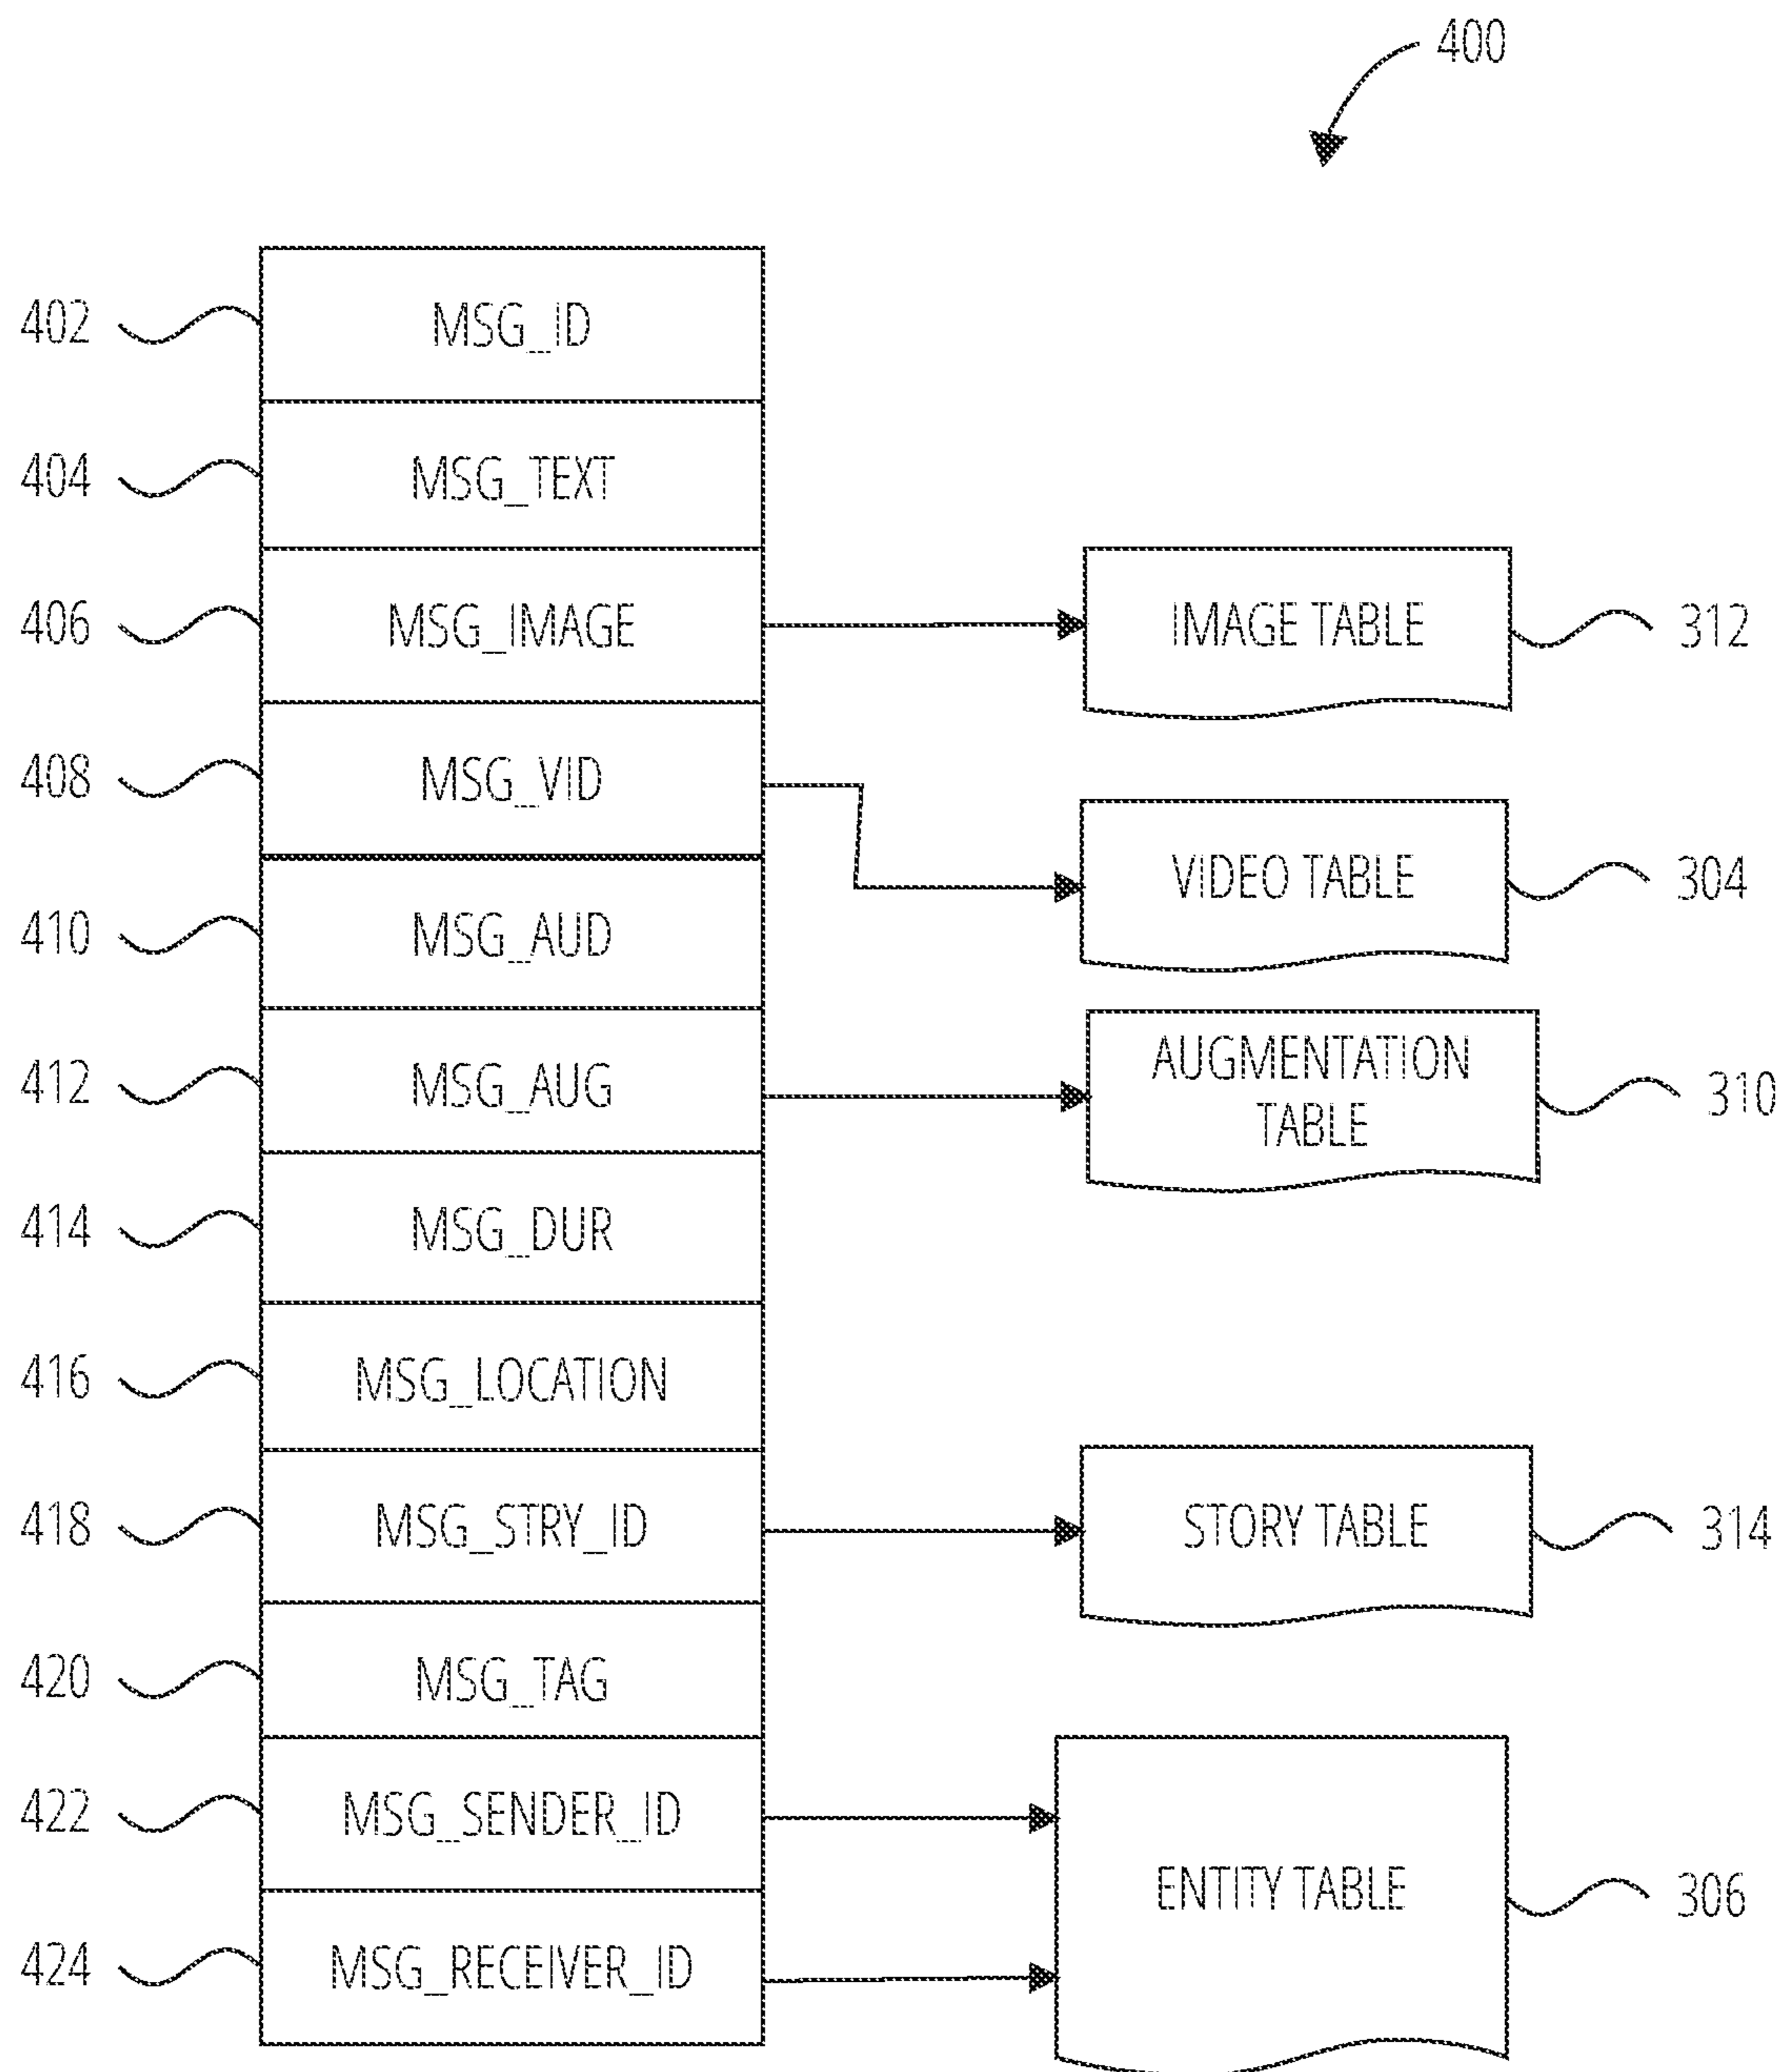 400
402 MSG_ID
404 MSG_TEXT
406 MSG_IMAGE IMAGE TABLE 312
408 MSG_VID
VIDEO TABLE 304
410 MSG_AUD
412 MSG_AUG AUGMENTATION
TABLE 310
414 MSG_DUR
416 MSG_LOCATION
418 MSG_STRY_ID STORY TABLE 314
420 MSG_TAG
422 MSG_SENDER_ID
ENTITY TABLE 306
424 MSG_RECEIVER_ID